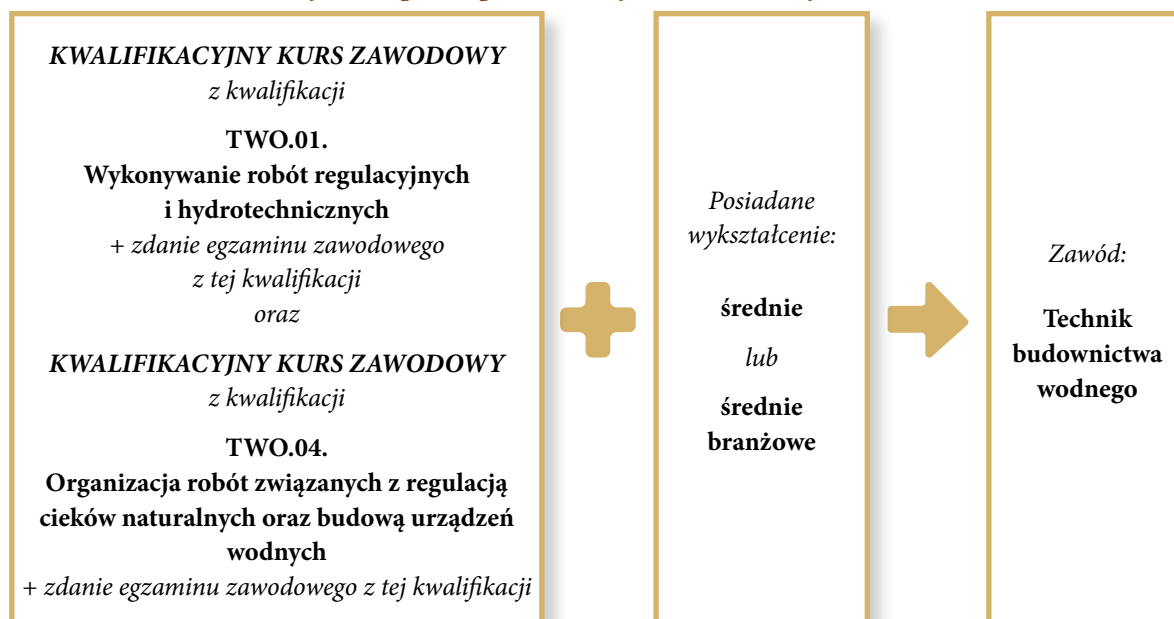 KWALIFIKACYJNY KURS ZAWODOWY
z kwalifikacji
TWO.01.
Wykonywanie robót regulacyjnych
i hydrotechnicznych
+ zdanie egzaminu zawodowego
z tej kwalifikacji
oraz
KWALIFIKACYJNY KURS ZAWODOWY
z kwalifikacji
TWO.04.
Organizacja robót związanych z regulacją
cieków naturalnych oraz budową urządzeń
wodnych
+ zdanie egzaminu zawodowego z tej kwalifikacji
Posiadane
wykształcenie:
średnie
lub
średnie
branżowe
Zawód:
Technik
budownictwa
wodnego